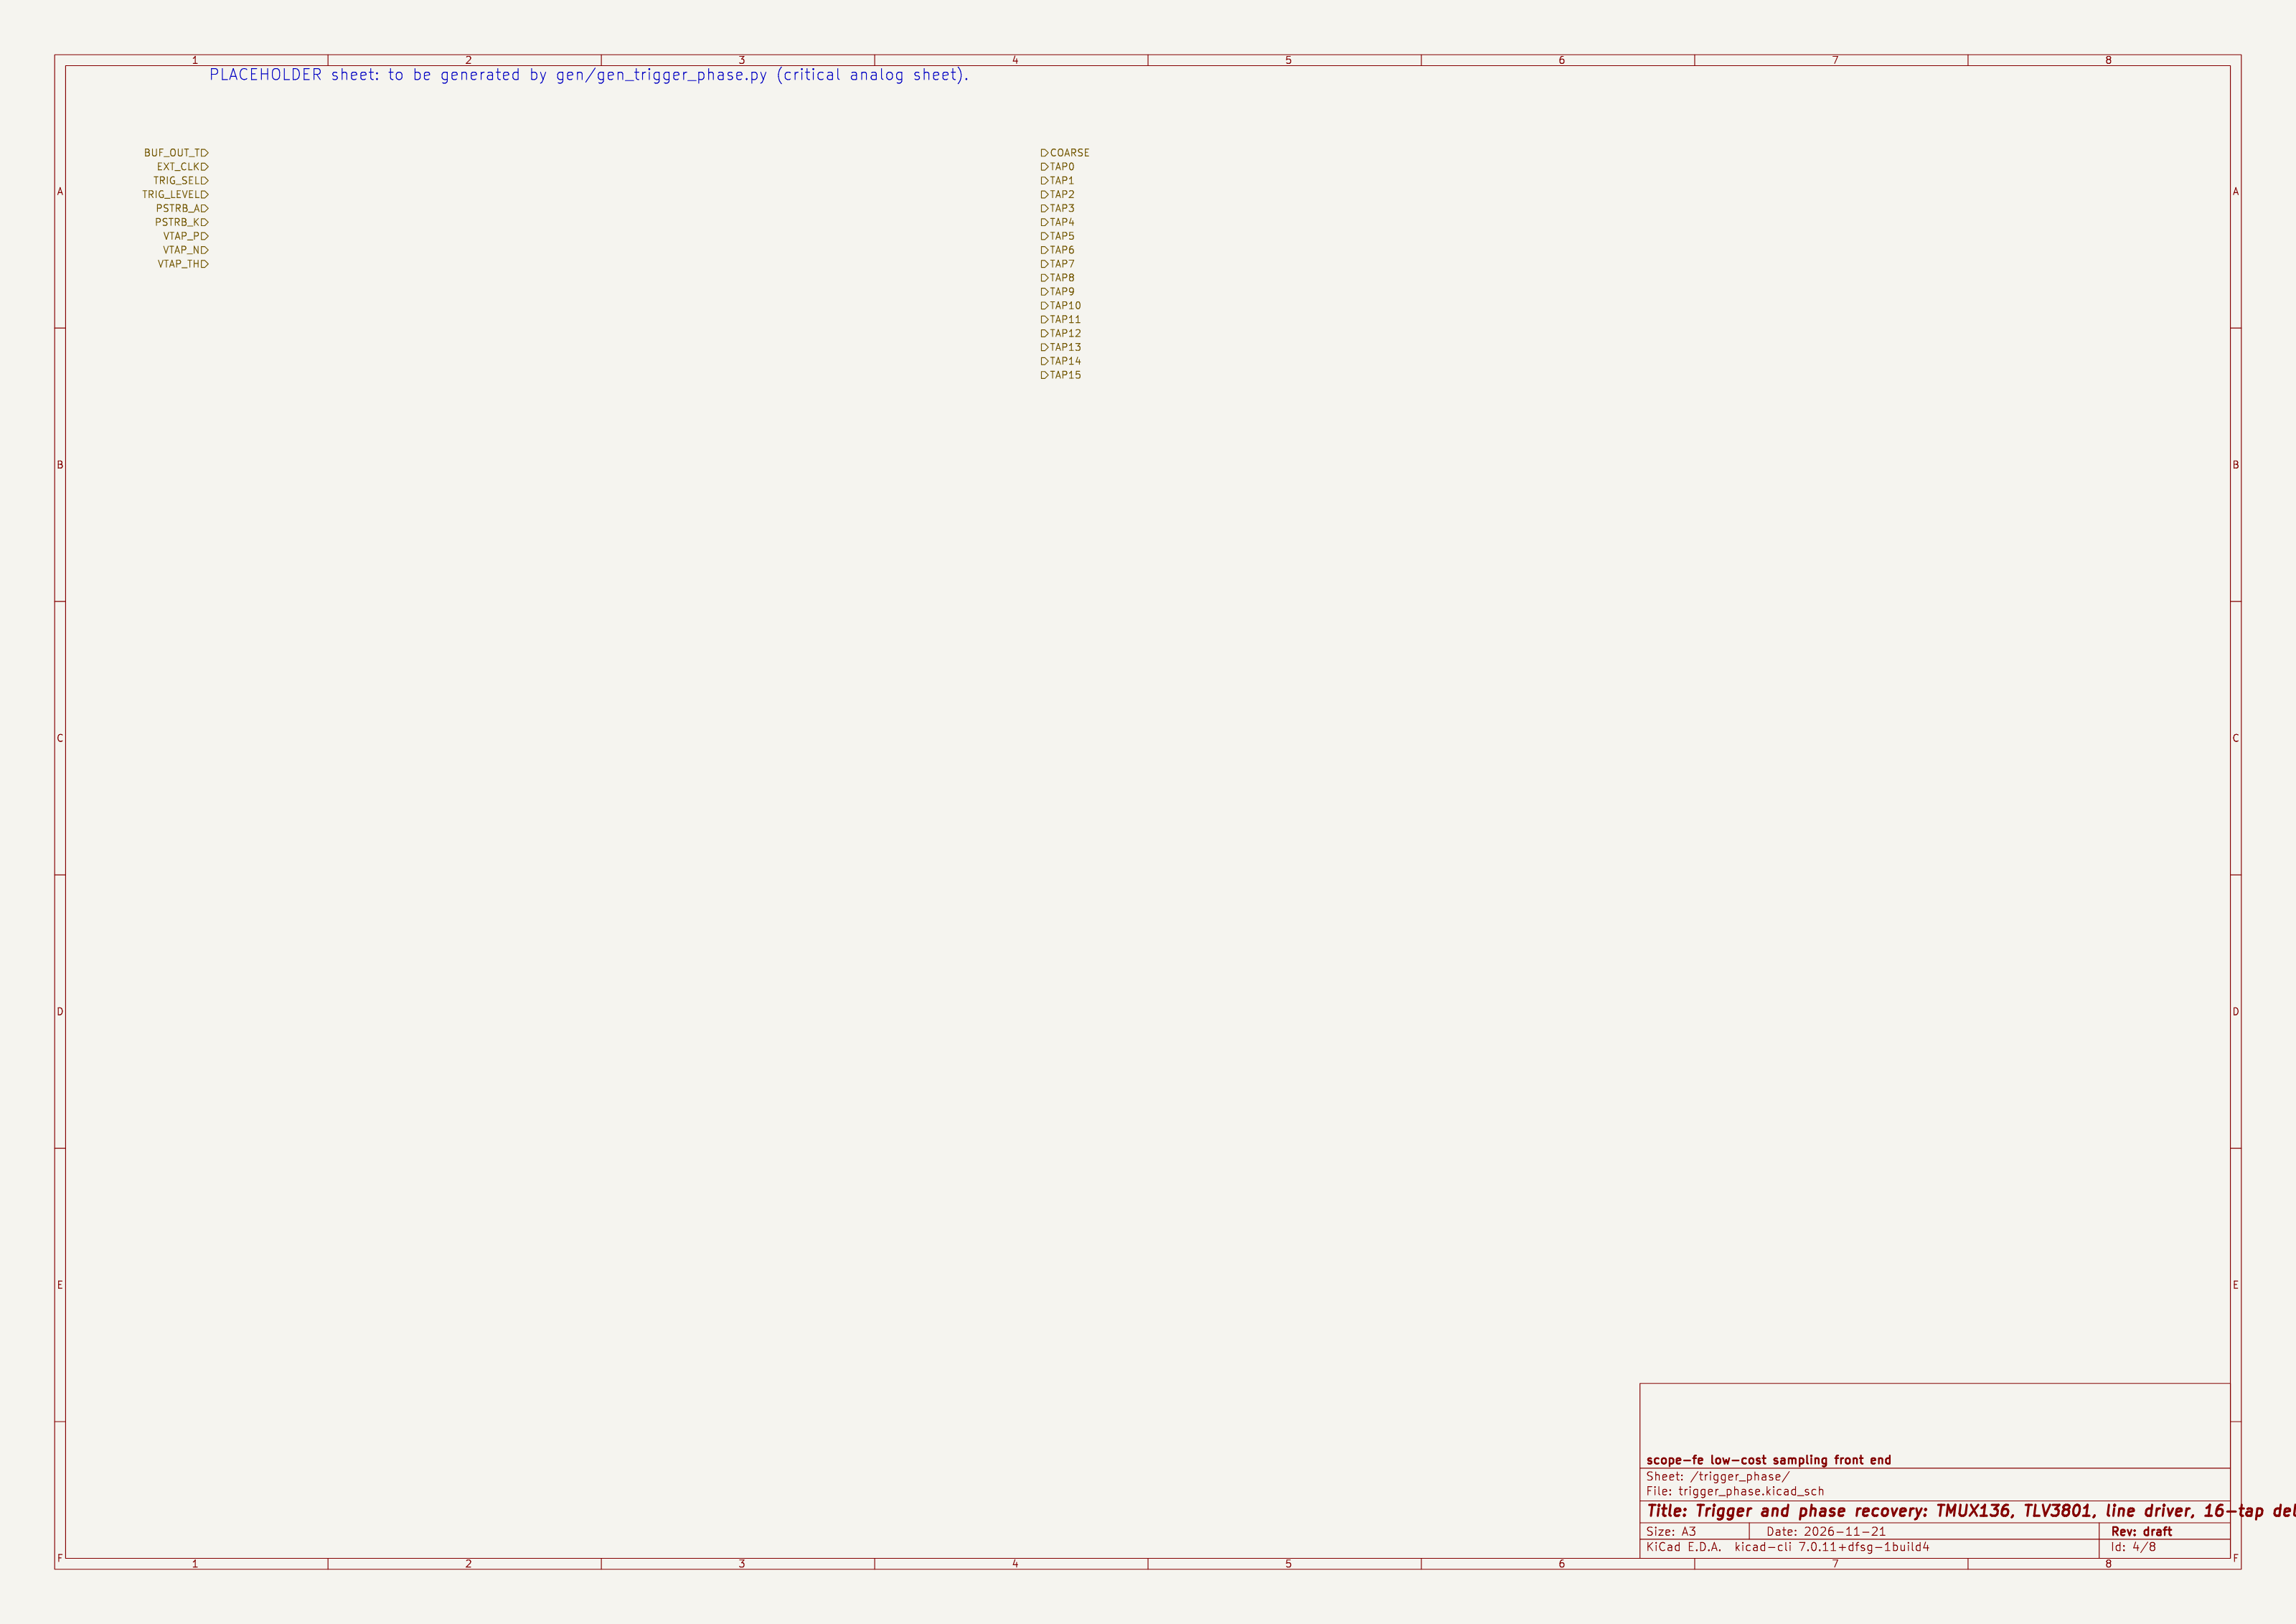 1 2 3 4 5 6 7 8
PLACEHOLDER sheet: to be generated by gen/gen_trigger_phase.py (critical analog sheet).
BUF_OUT_T
EXT_CLK
TRIG_SEL
TRIG_LEVEL
PSTRB_A
PSTRB_K
VTAP_P
VTAP_N
VTAP_TH
COARSE
TAP0
TAP1
TAP2
TAP3
TAP4
TAP5
TAP6
TAP7
TAP8
TAP9
TAP10
TAP11
TAP12
TAP13
TAP14
TAP15
A A
B B
C C
D D
E E
F F
scope-fe low-cost sampling front end
Sheet: /trigger_phase/
File: trigger_phase.kicad_sch
Title: Trigger and phase recovery: TMUX136, TLV3801, line driver, 16-tap del
Size: A3 Date: 2026-11-21 Rev: draft
KiCad E.D.A. kicad-cli 7.0.11+dfsg-1build4 Id: 4/8
1 2 3 4 5 6 7 8